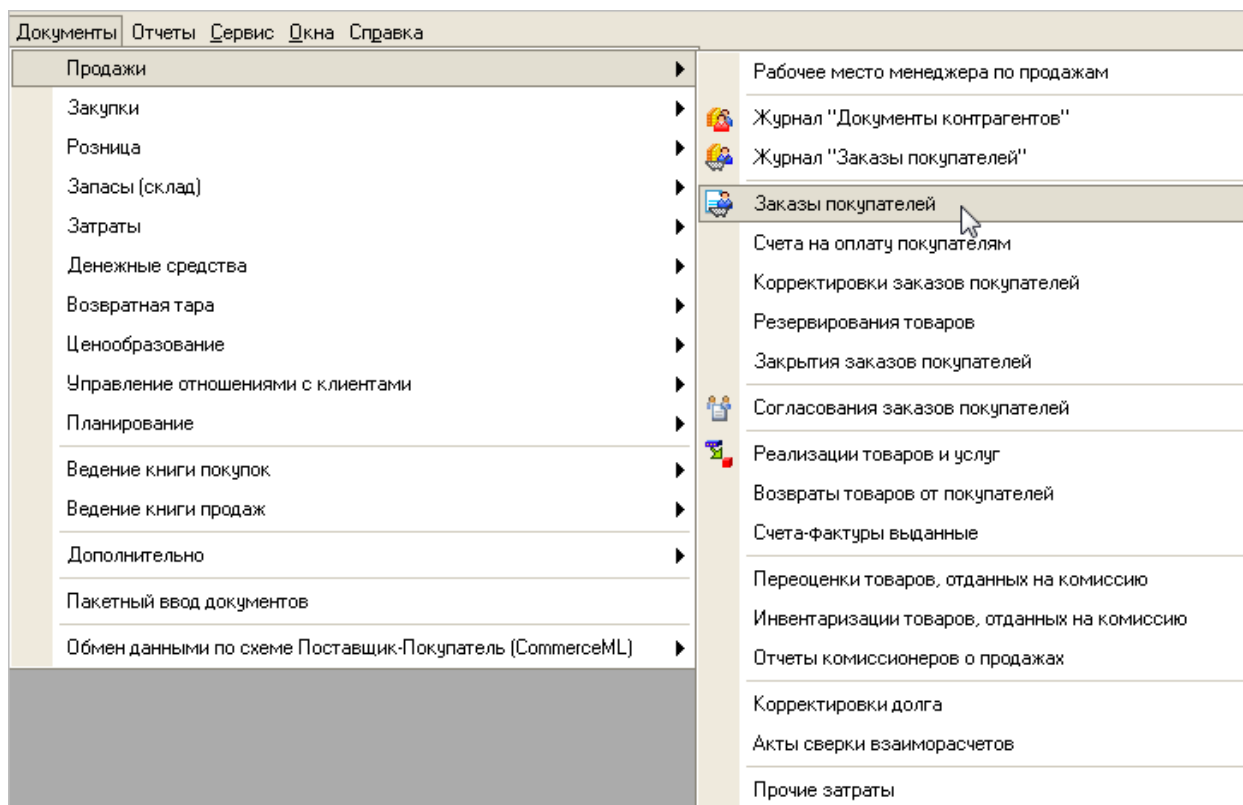 Документы Отчеты Сервис Окна Справка
Продажи
Закупки
Розница
Запасы (склад)
Затраты
Денежные средства
Возвратная тара
Ценообразование
Управление отношениями с клиентами
Планирование
Ведение книги покупок
Ведение книги продаж
Дополнительно
Пакетный ввод документов
Обмен данными по схеме Поставщик-Покупатель (CommerceML)
Рабочее место менеджера по продажам
Журнал "Документы контрагентов"
Журнал "Заказы покупателей"
Заказы покупателей
Счета на оплату покупателям
Корректировки заказов покупателей
Резервирования товаров
Закрытия заказов покупателей
Согласования заказов покупателей
Реализации товаров и услуг
Возвраты товаров от покупателей
Счета-фактуры выданные
Переоценки товаров, отданных на комиссию
Инвентаризации товаров, отданных на комиссию
Отчеты комиссионеров о продажах
Корректировки долга
Акты сверки взаиморасчетов
Прочие затраты